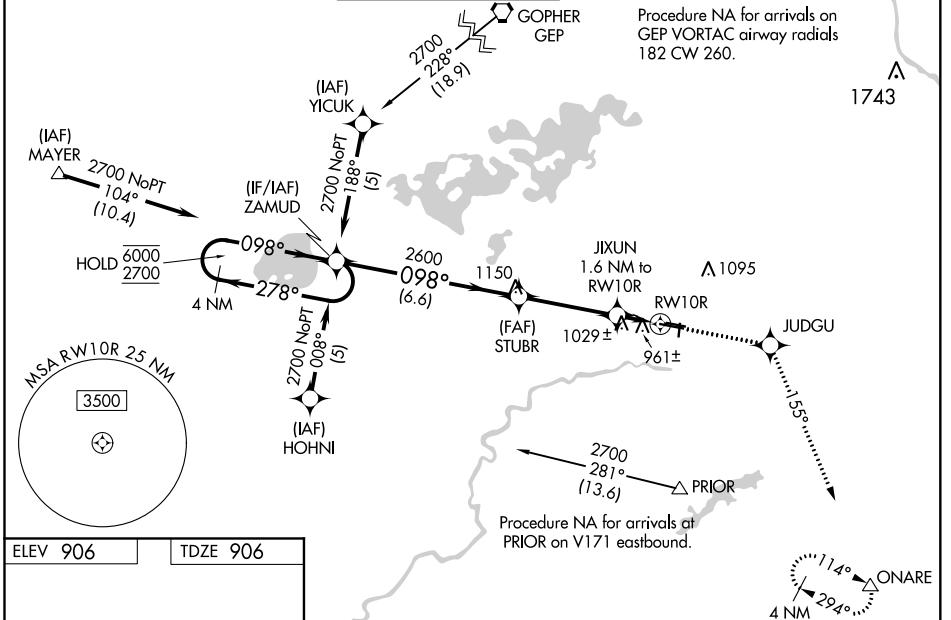 GOPHER
GEP
Procedure NA for arrivals on
GEP VORTAC airway radials
182 CW 260.
1743
2700
228°
(18.9)
(IAF)
YICUK
(IAF)
MAYER
2700 NoPT
104°
(10.4)
2700 NoPT
188°
(5)
(IF/IAF)
ZAMUD
HOLD 6000
2700
098°
278°
4 NM
2600
098°
(6.6)
1150
(FAF)
STUBR
JIXUN
1.6 NM to
RW10R
1095
RW10R
1029±
961±
JUDGU
155°
2700 NoPT
008°
(5)
(IAF)
HOHNI
MSA RW10R 25 NM
3500
2700
281°
(13.6)
PRIOR
Procedure NA for arrivals at
PRIOR on V171 eastbound.
ELEV 906
TDZE 906
114°
294°
4 NM
ONARE